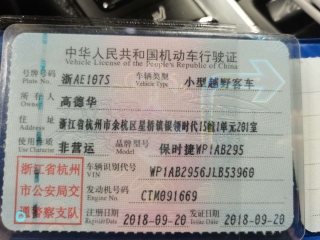 中华人民共和国机动车行驶证
Vehicle License of the People's Republic of China
号牌号码 浙AE107S 车辆类型 小型越野客车
Plate No. Vehicle Type
所有人 高德华
Owner
住址 浙江省杭州市余杭区星桥镇银领时代15幢1单元201室
Address
使用性质 非营运 品牌型号 保时捷WP1AB295
Use Character Model
浙江省杭州市公安局交通警察支队
车辆识别代号 WP1AB2956JLB53960
VIN
发动机号码 CTM091669
Engine No.
注册日期 2018-09-20 发证日期 2018-09-20
Register Date Issue Date